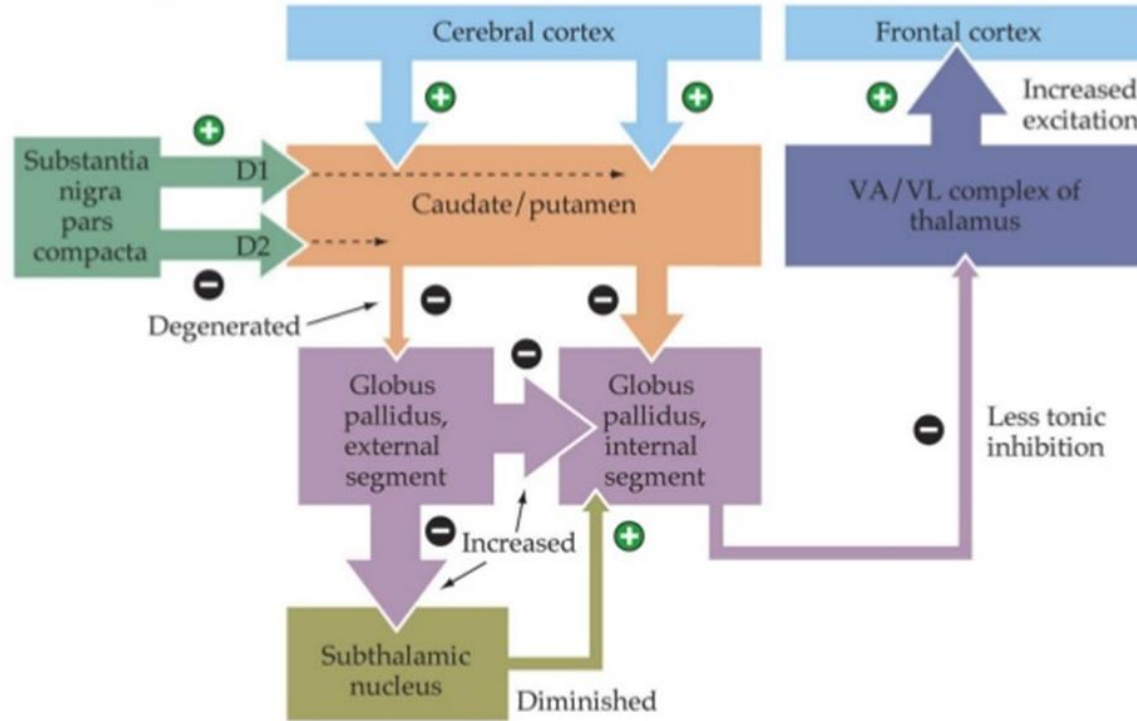 Cerebral cortex
Frontal cortex
Increased
excitation
Substantia
nigra
pars
compacta
D1
D2
Caudate/putamen
VA/VL complex of
thalamus
Degenerated
Globus
pallidus,
external
segment
Globus
pallidus,
internal
segment
Less tonic
inhibition
Increased
Subthalamic
nucleus
Diminished